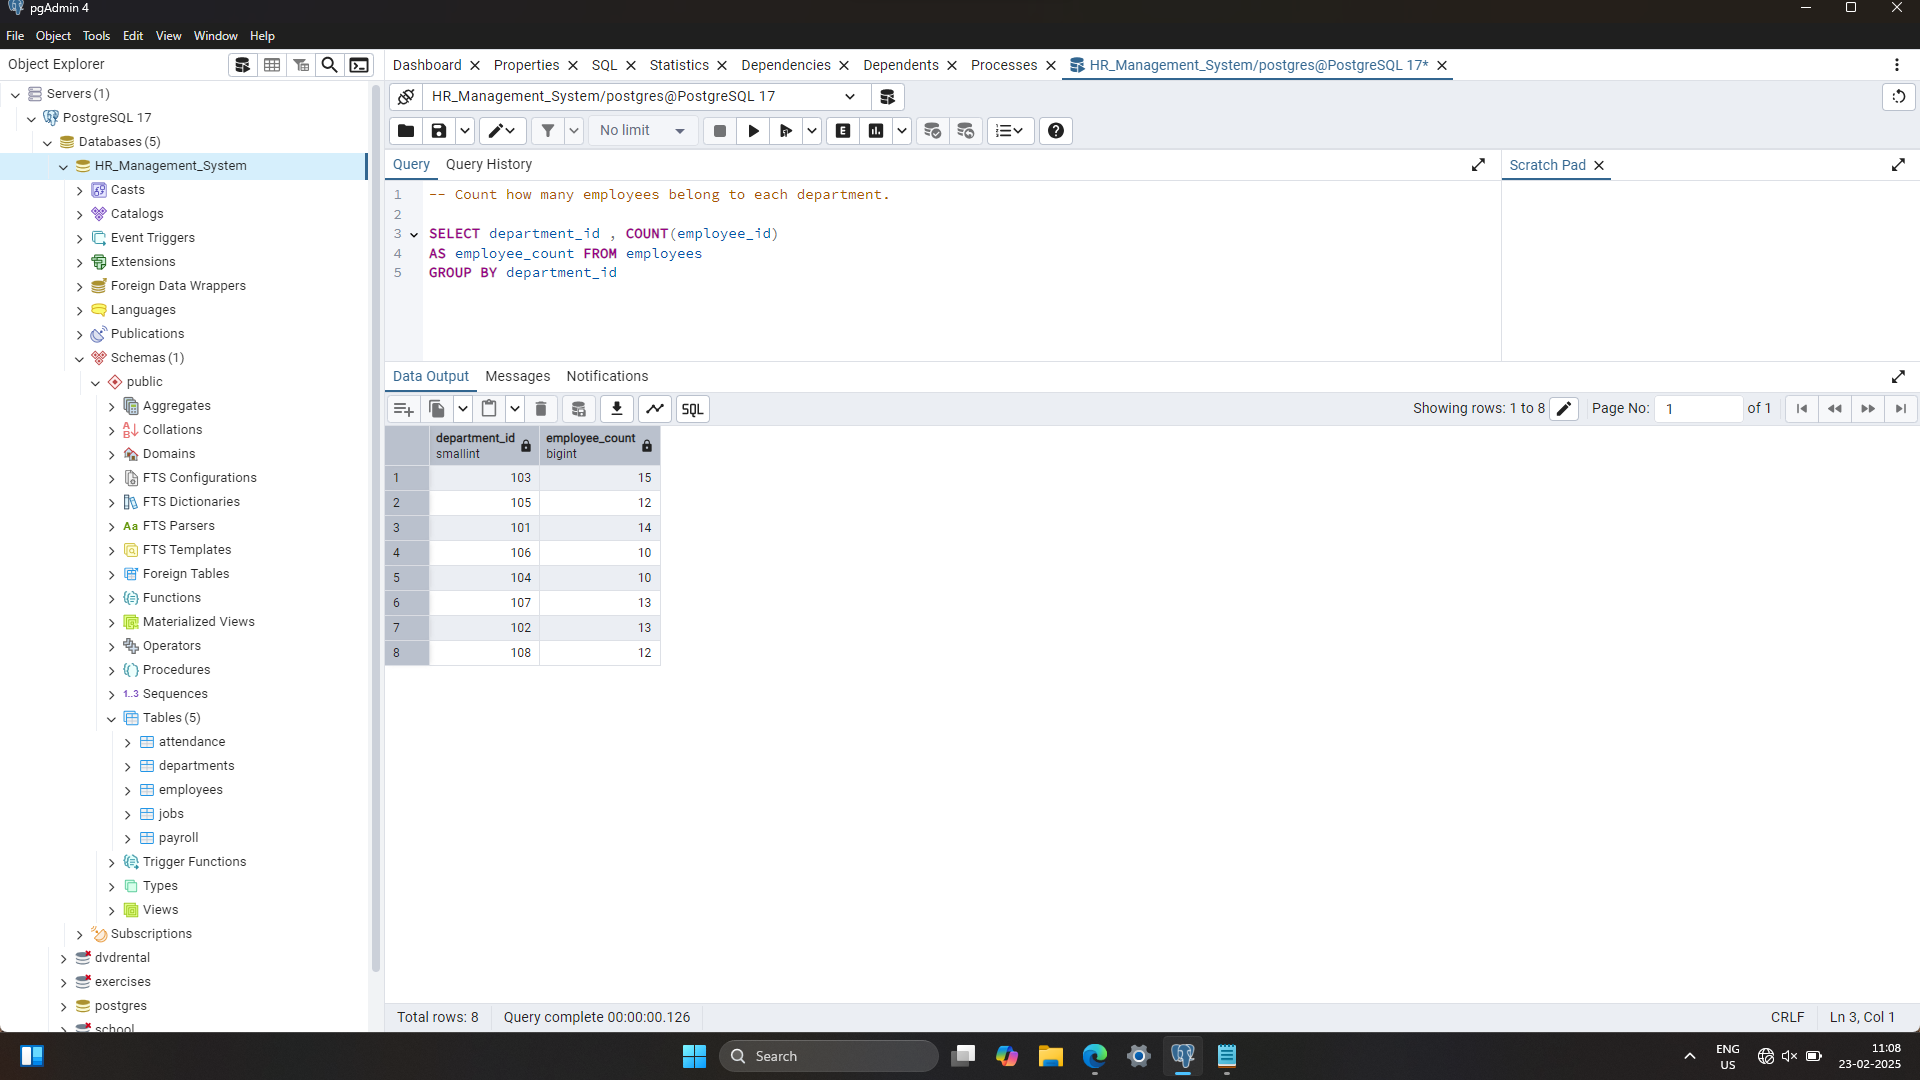 pgAdmin 4
File Object Tools Edit View Window Help
Object Explorer
Dashboard Properties SQL Statistics Dependencies Dependents Processes HR_Management_System/postgres@PostgreSQL 17*
Servers (1)
PostgreSQL 17
Databases (5)
HR_Management_System
Casts
Catalogs
Event Triggers
Extensions
Foreign Data Wrappers
Languages
Publications
Schemas (1)
public
Aggregates
Collations
Domains
FTS Configurations
FTS Dictionaries
Aa FTS Parsers
FTS Templates
Foreign Tables
Functions
Materialized Views
Operators
Procedures
1..3 Sequences
Tables (5)
attendance
departments
employees
jobs
payroll
Trigger Functions
Types
Views
Subscriptions
dvdrental
exercises
postgres
school
HR_Management_System/postgres@PostgreSQL 17
No limit
E
Query Query History
Scratch Pad
1 -- Count how many employees belong to each department.
2
3 SELECT department_id , COUNT(employee_id)
4 AS employee_count FROM employees
5 GROUP BY department_id
Data Output Messages Notifications
SQL
Showing rows: 1 to 8 Page No: 1 of 1
department_id employee_count
smallint bigint
1 103 15
2 105 12
3 101 14
4 106 10
5 104 10
6 107 13
7 102 13
8 108 12
Total rows: 8 Query complete 00:00:00.126 CRLF Ln 3, Col 1
Search
ENG
US
11:08
23-02-2025